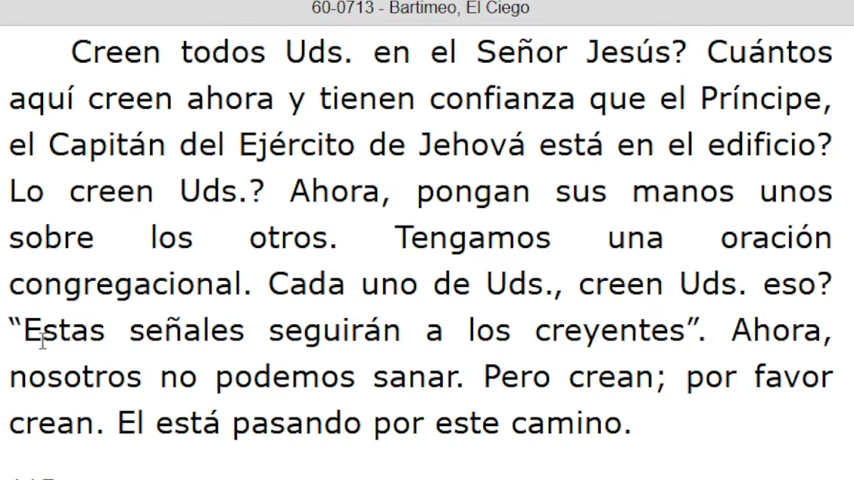 60-0713 - Bartimeo, El Ciego
Creen todos Uds. en el Señor Jesús? Cuántos
aquí creen ahora y tienen confianza que el Príncipe,
el Capitán del Ejército de Jehová está en el edificio?
Lo creen Uds.? Ahora, pongan sus manos unos
sobre los otros. Tengamos una oración
congregacional. Cada uno de Uds., creen Uds. eso?
“Estas señales seguirán a los creyentes”. Ahora,
nosotros no podemos sanar. Pero crean; por favor
crean. El está pasando por este camino.